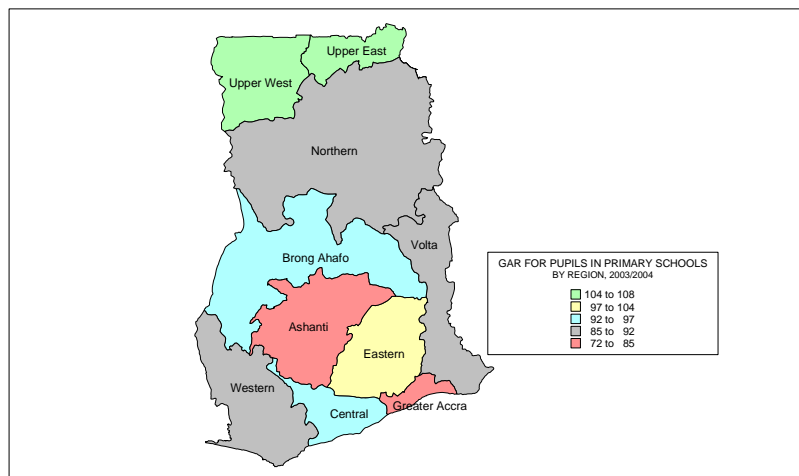 Upper East
Upper West
Northern
Volta
Brong Ahafo
GAR FOR PUPILS IN PRIMARY SCHOOLS
BY REGION, 2003/2004
104 to 108
97 to 104
92 to 97
85 to 92
72 to 85
Ashanti
Eastern
Western
Greater Accra
Central